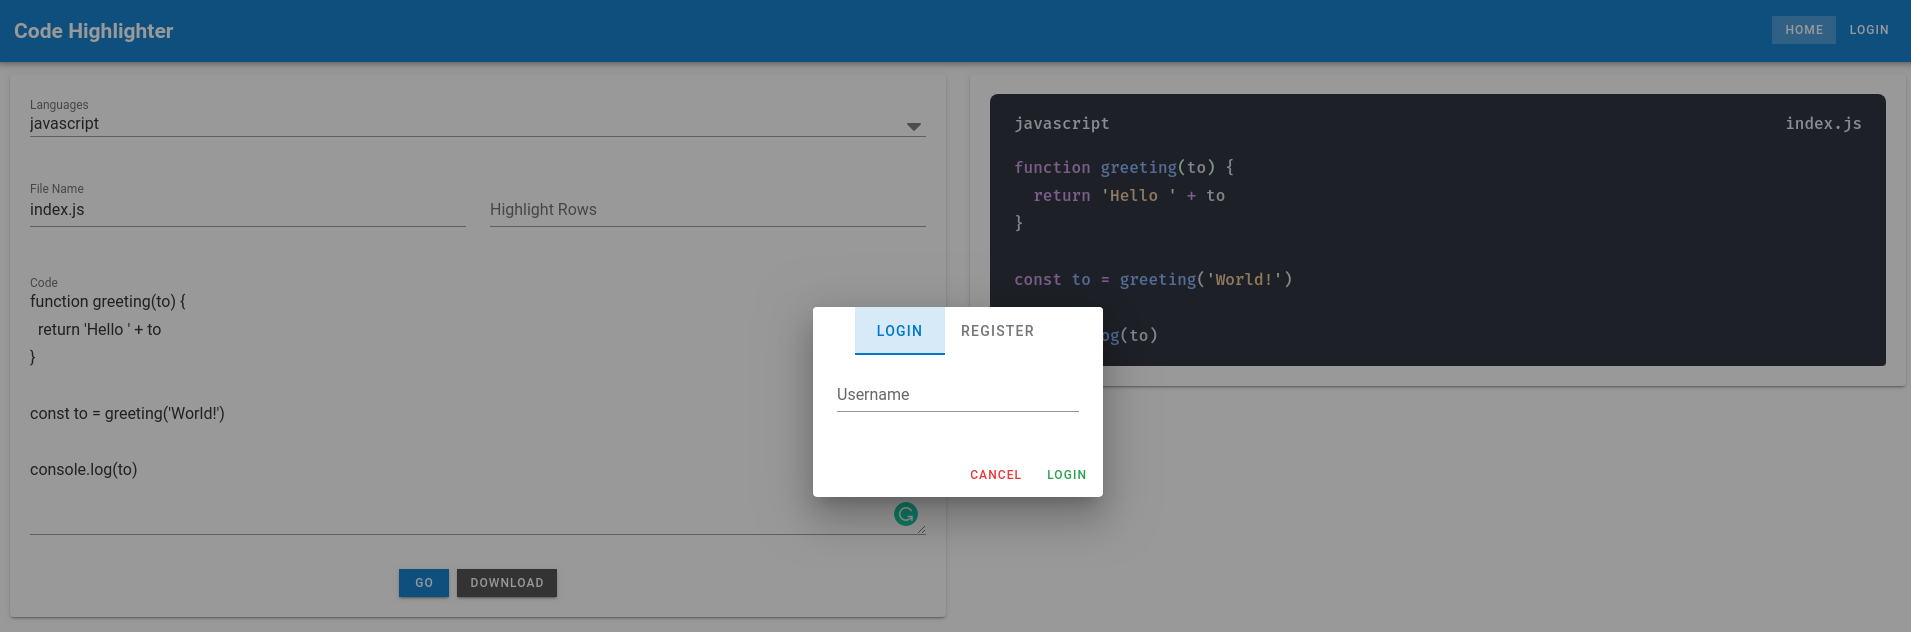 Code Highlighter
HOME LOGIN
Languages
javascript
File Name
index.js
Highlight Rows
Code
function greeting(to) {
  return 'Hello ' + to
}
const to = greeting('World!')
console.log(to)
GO DOWNLOAD
javascript index.js
function greeting(to) {
  return 'Hello ' + to
}
const to = greeting('World!')
og(to)
LOGIN REGISTER
Username
CANCEL LOGIN